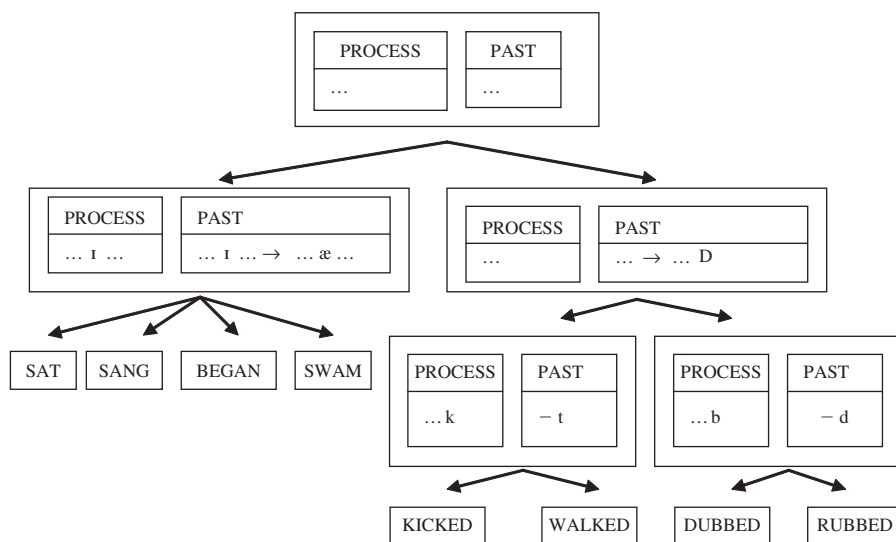 PROCESS PAST
… …
PROCESS PAST
… ɪ … … ɪ … → … æ …
PROCESS PAST
… … → … D
SAT SANG BEGAN SWAM
PROCESS PAST
…k – t
PROCESS PAST
…b – d
KICKED WALKED DUBBED RUBBED